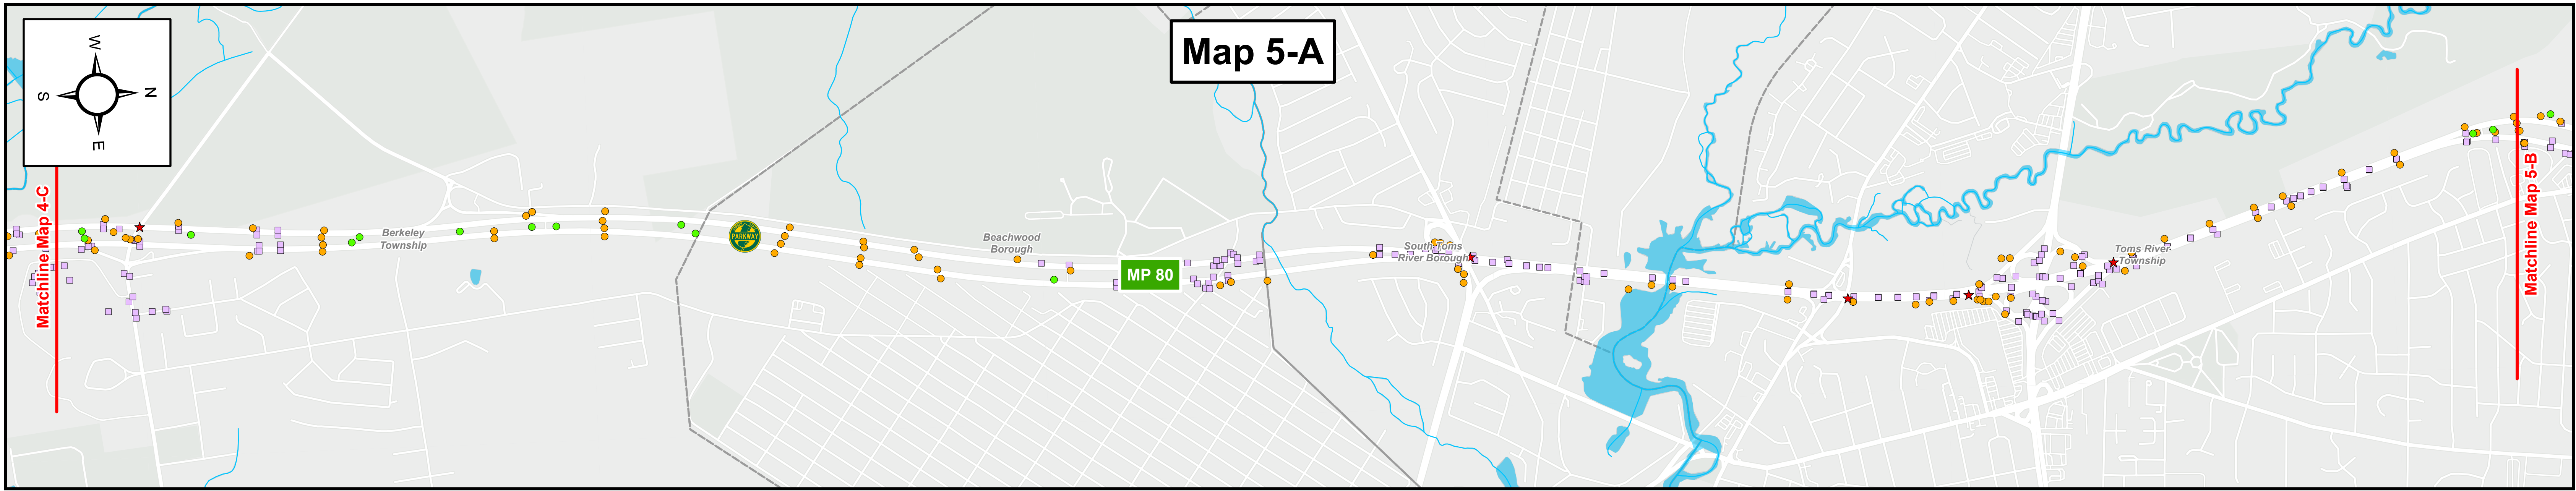 Map 5-A
W
N
S
E
Matchline Map 4-C
Berkeley
Township
PARKWAY
Beachwood
Borough
MP 80
South Toms
River Borough
Toms River
Township
Matchline Map 5-B